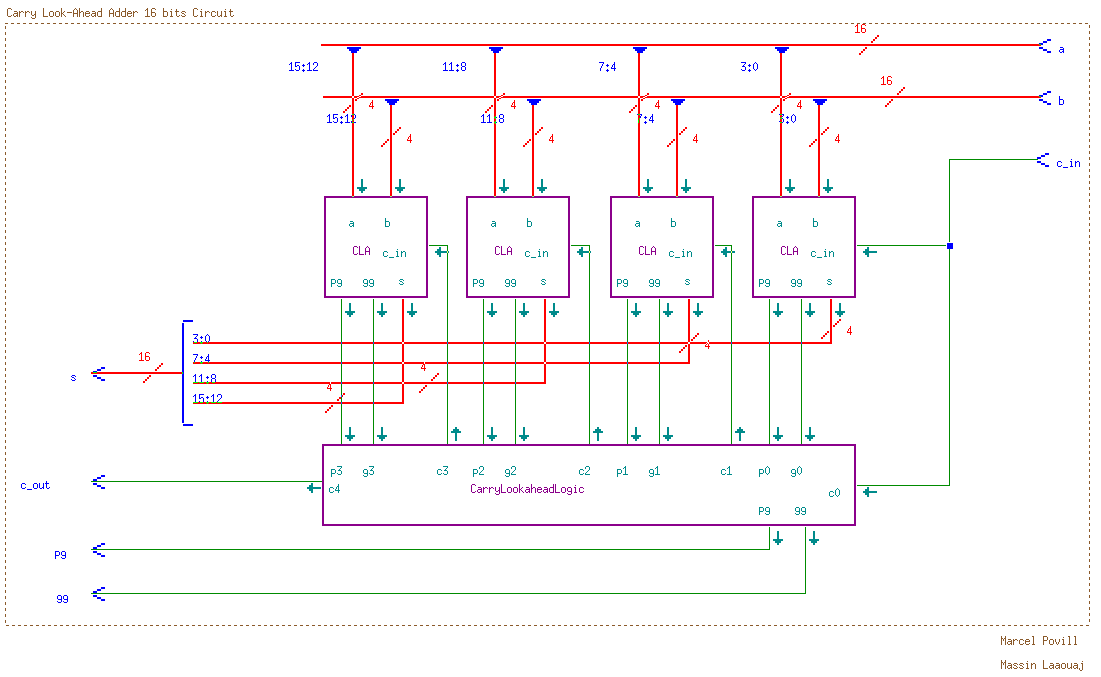 Carry Look-Ahead Adder 16 bits Circuit
16
a
15:12 11:8 7:4 3:0
16
b
4 4 4 4
15:12 11:8 7:4 3:0
4 4 4 4
c_in
a b a b a b a b
CLA c_in CLA c_in CLA c_in CLA c_in
P9 99 s P9 99 s P9 99 s P9 99 s
4
3:0
4
16
7:4
4
s
11:8
4
15:12
p3 g3 c3 p2 g2 c2 p1 g1 c1 p0 g0
c_out
c4 CarryLookaheadLogic c0
P9 99
P9
99
Marcel Povill
Massin Laaouaj